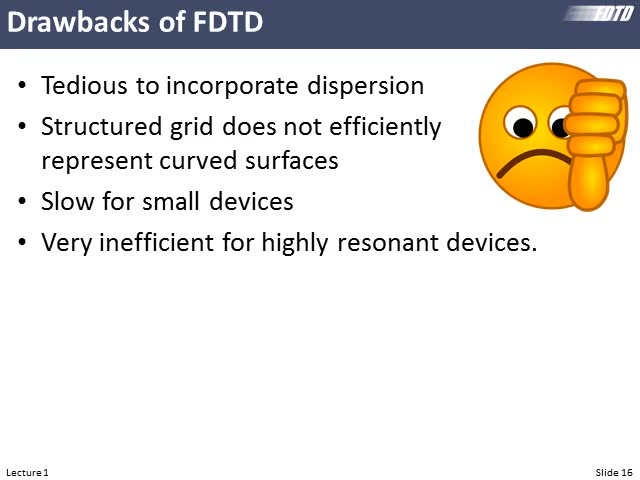 Drawbacks of FDTD
FDTD
• Tedious to incorporate dispersion
• Structured grid does not efficiently
represent curved surfaces
• Slow for small devices
• Very inefficient for highly resonant devices.
Lecture 1
Slide 16